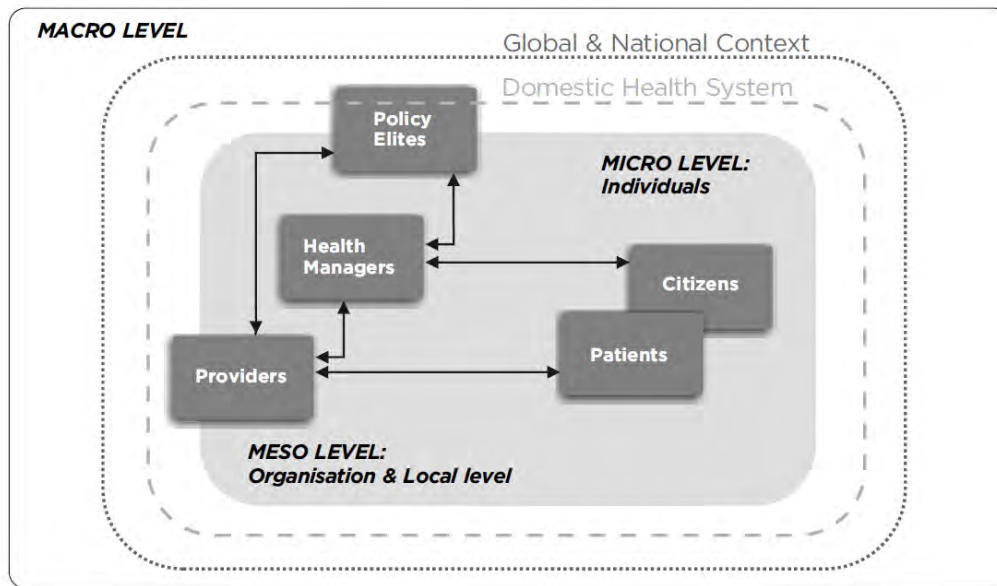 MACRO LEVEL
Global & National Context
Domestic Health System
Policy
Elites
MICRO LEVEL:
Individuals
Health
Managers
Citizens
Patients
Providers
MESO LEVEL:
Organisation & Local level